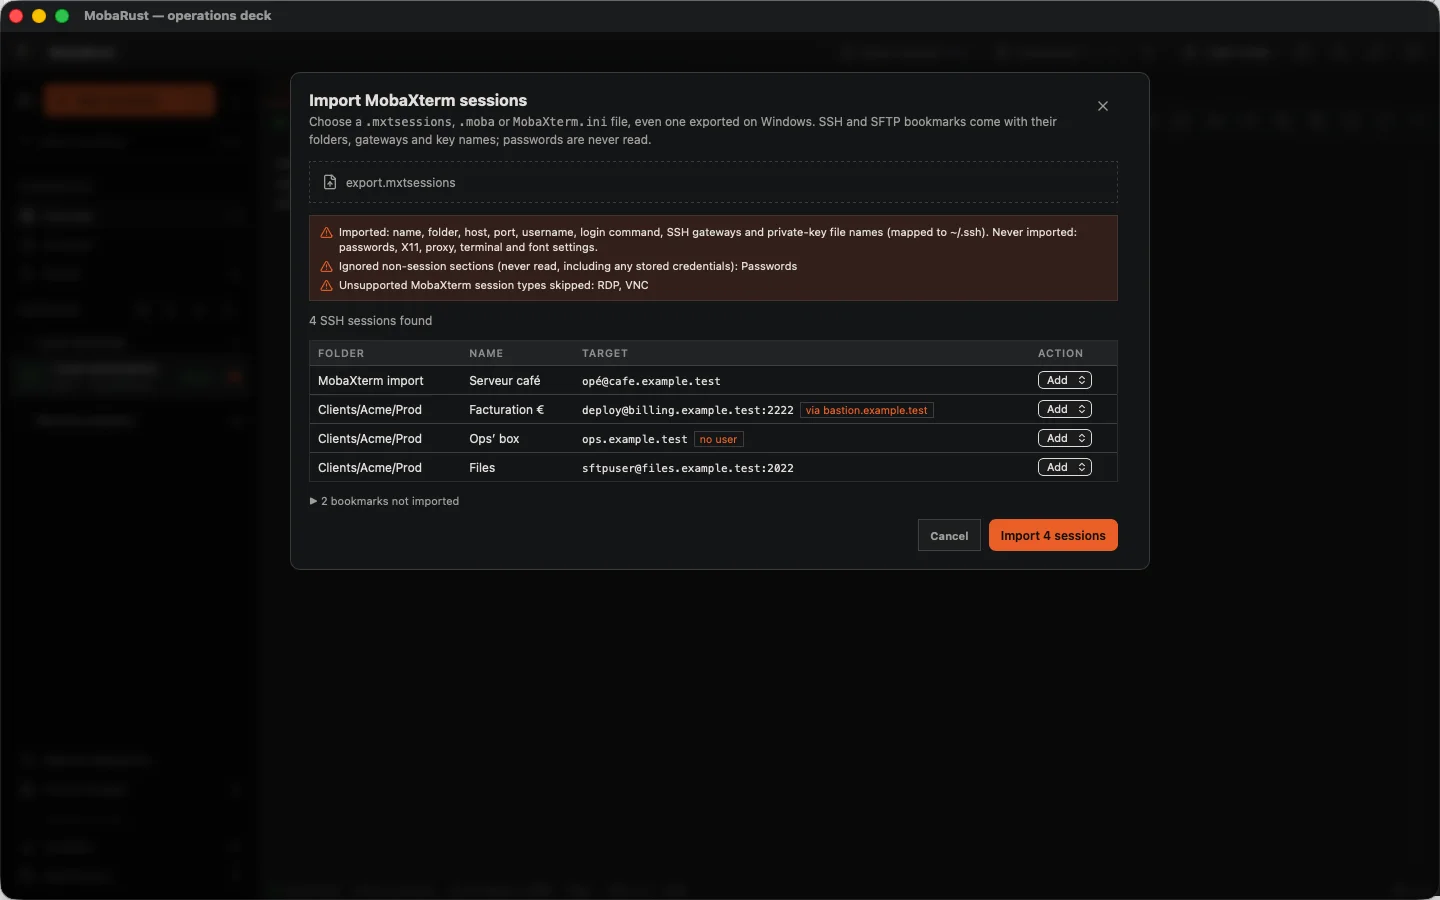 MobaRust — operations deck
Import MobaXterm sessions
Choose a .mxtsessions, .moba or MobaXterm.ini file, even one exported on Windows. SSH and SFTP bookmarks come with their
folders, gateways and key names; passwords are never read.
export.mxtsessions
Imported: name, folder, host, port, username, login command, SSH gateways and private-key file names (mapped to ~/.ssh). Never imported:
passwords, X11, proxy, terminal and font settings.
Ignored non-session sections (never read, including any stored credentials): Passwords
Unsupported MobaXterm session types skipped: RDP, VNC
4 SSH sessions found
FOLDER NAME TARGET ACTION
MobaXterm import Serveur café opé@cafe.example.test Add
Clients/Acme/Prod Facturation € deploy@billing.example.test:2222 via bastion.example.test Add
Clients/Acme/Prod Ops’ box ops.example.test no user Add
Clients/Acme/Prod Files sftpuser@files.example.test:2022 Add
2 bookmarks not imported
Cancel Import 4 sessions